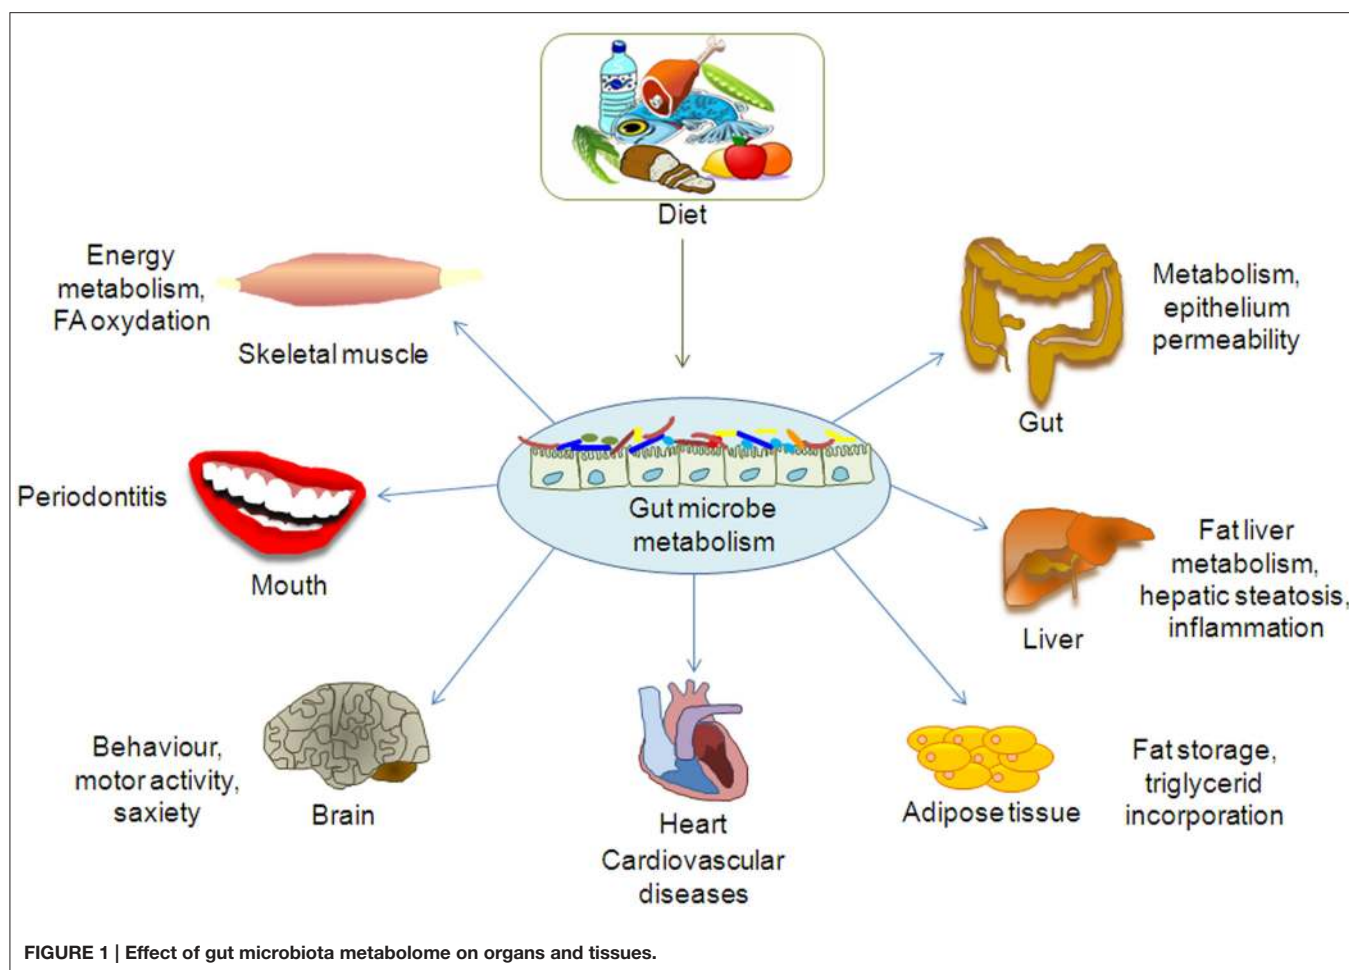 Diet
Energy
metabolism,
FA oxydation
Skeletal muscle
Metabolism,
epithelium
permeability
Gut
Periodontitis
Mouth
Gut microbe
metabolism
Fat liver
metabolism,
hepatic steatosis,
inflammation
Liver
Behaviour,
motor activity,
saxiety
Brain
Heart
Cardiovascular
diseases
Adipose tissue
Fat storage,
triglycerid
incorporation
FIGURE 1 | Effect of gut microbiota metabolome on organs and tissues.